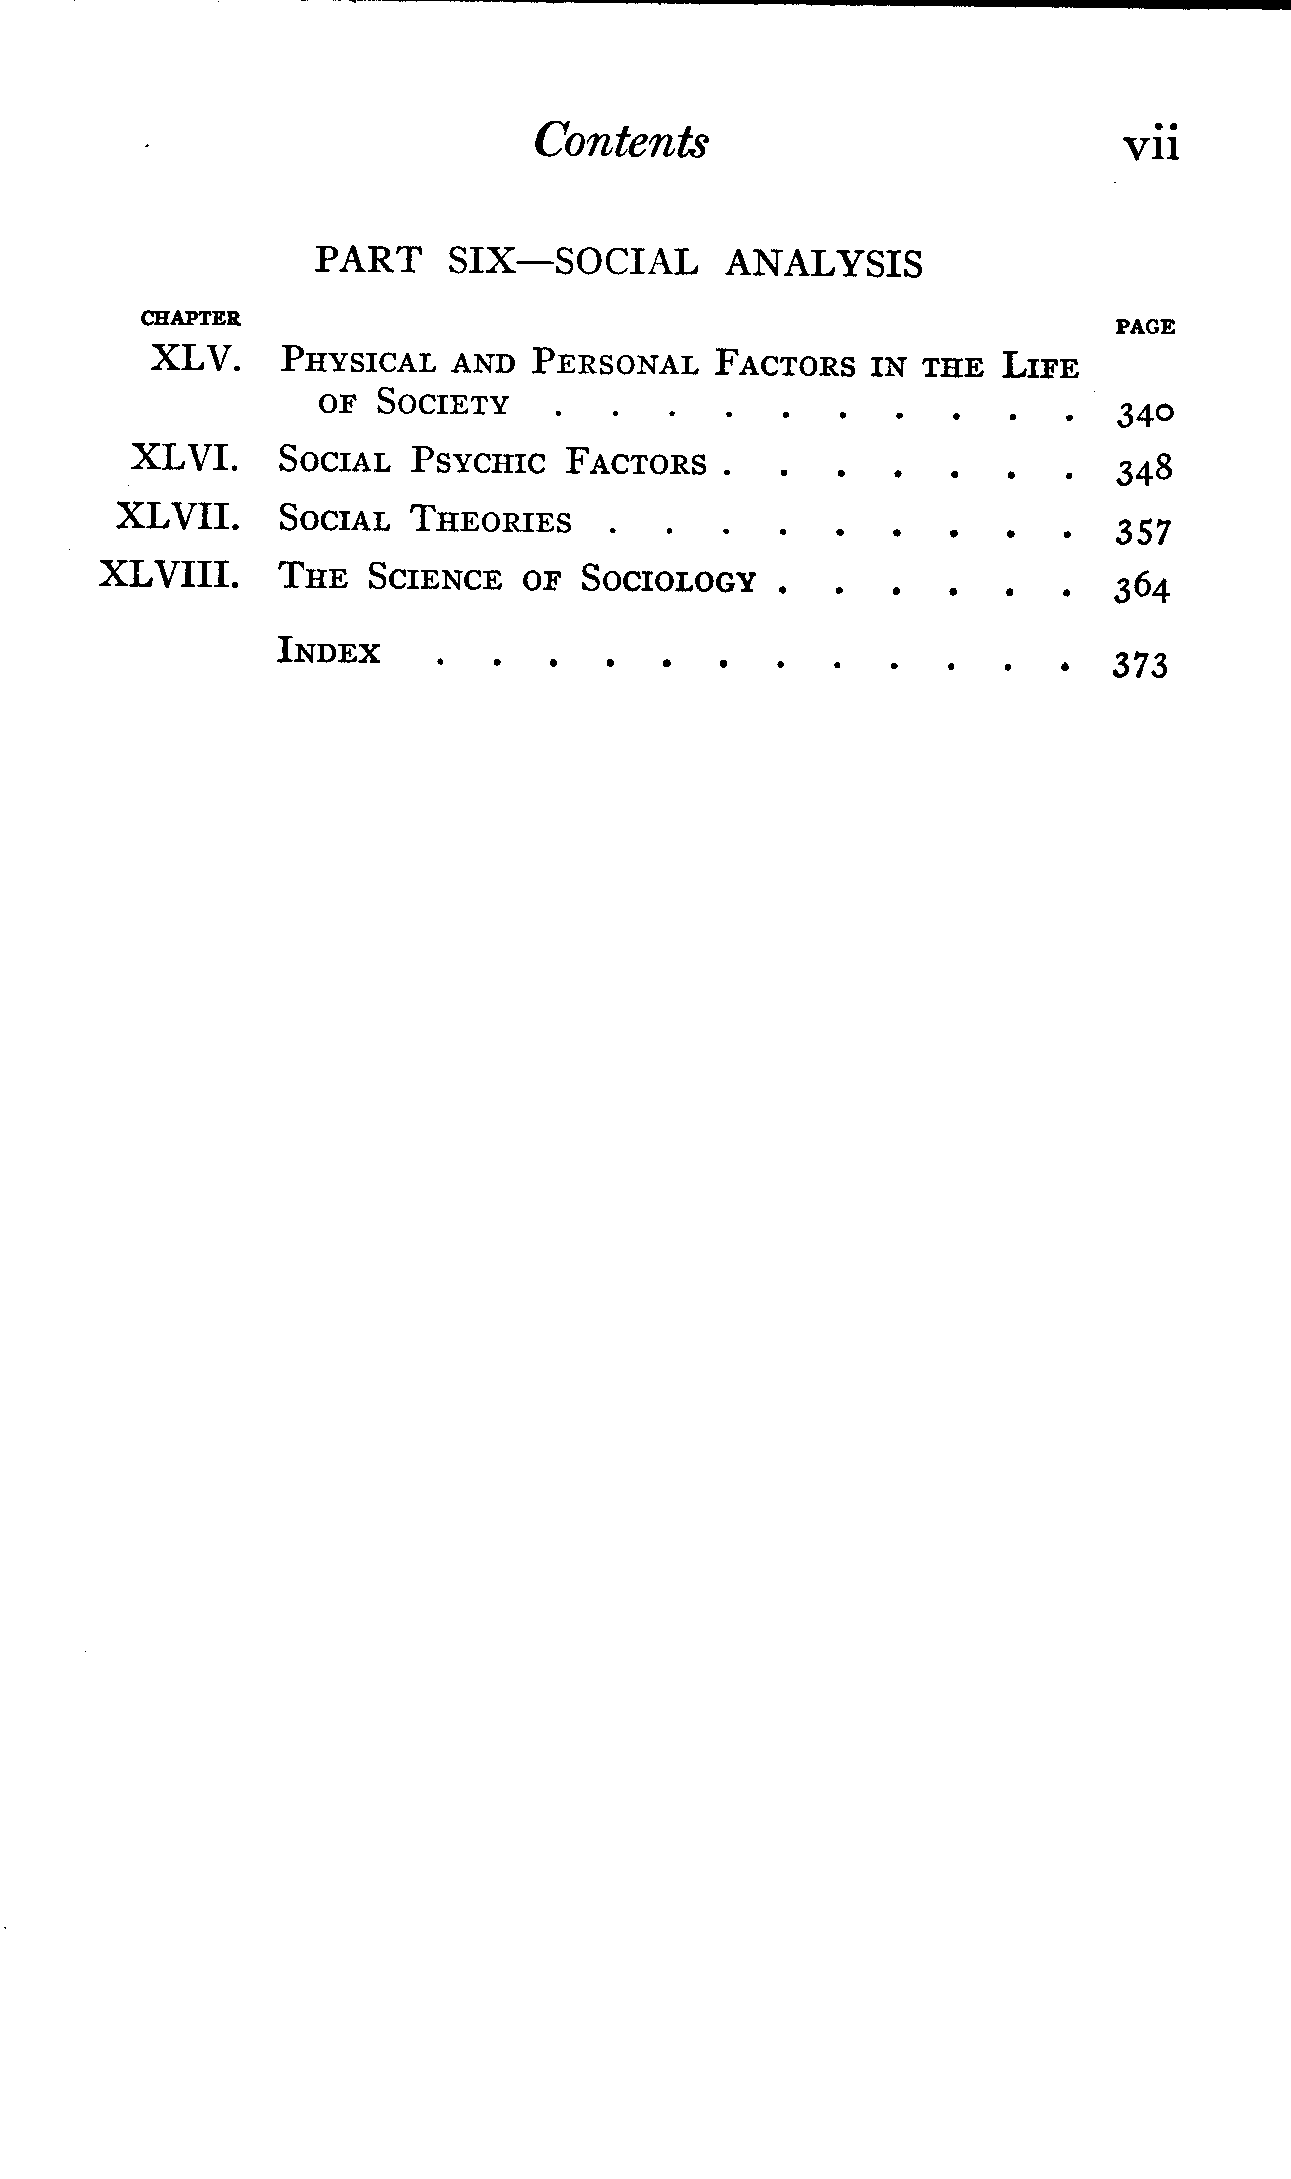 Contents vii
PART SIX—SOCIAL ANALYSIS
CHAPTER PAGE
XLV. PHYSICAL AND PERSONAL FACTORS IN THE LIFE
OF SOCIETY . . . . . . . . . . 340
XLVI. SOCIAL PSYCHIC FACTORS . . . . . . . 348
XLVII. SOCIAL THEORIES . . . . . . . . . 357
XLVIII. THE SCIENCE OF SOCIOLOGY . . . . . . 364
INDEX . . . . . . . . . . . . 373